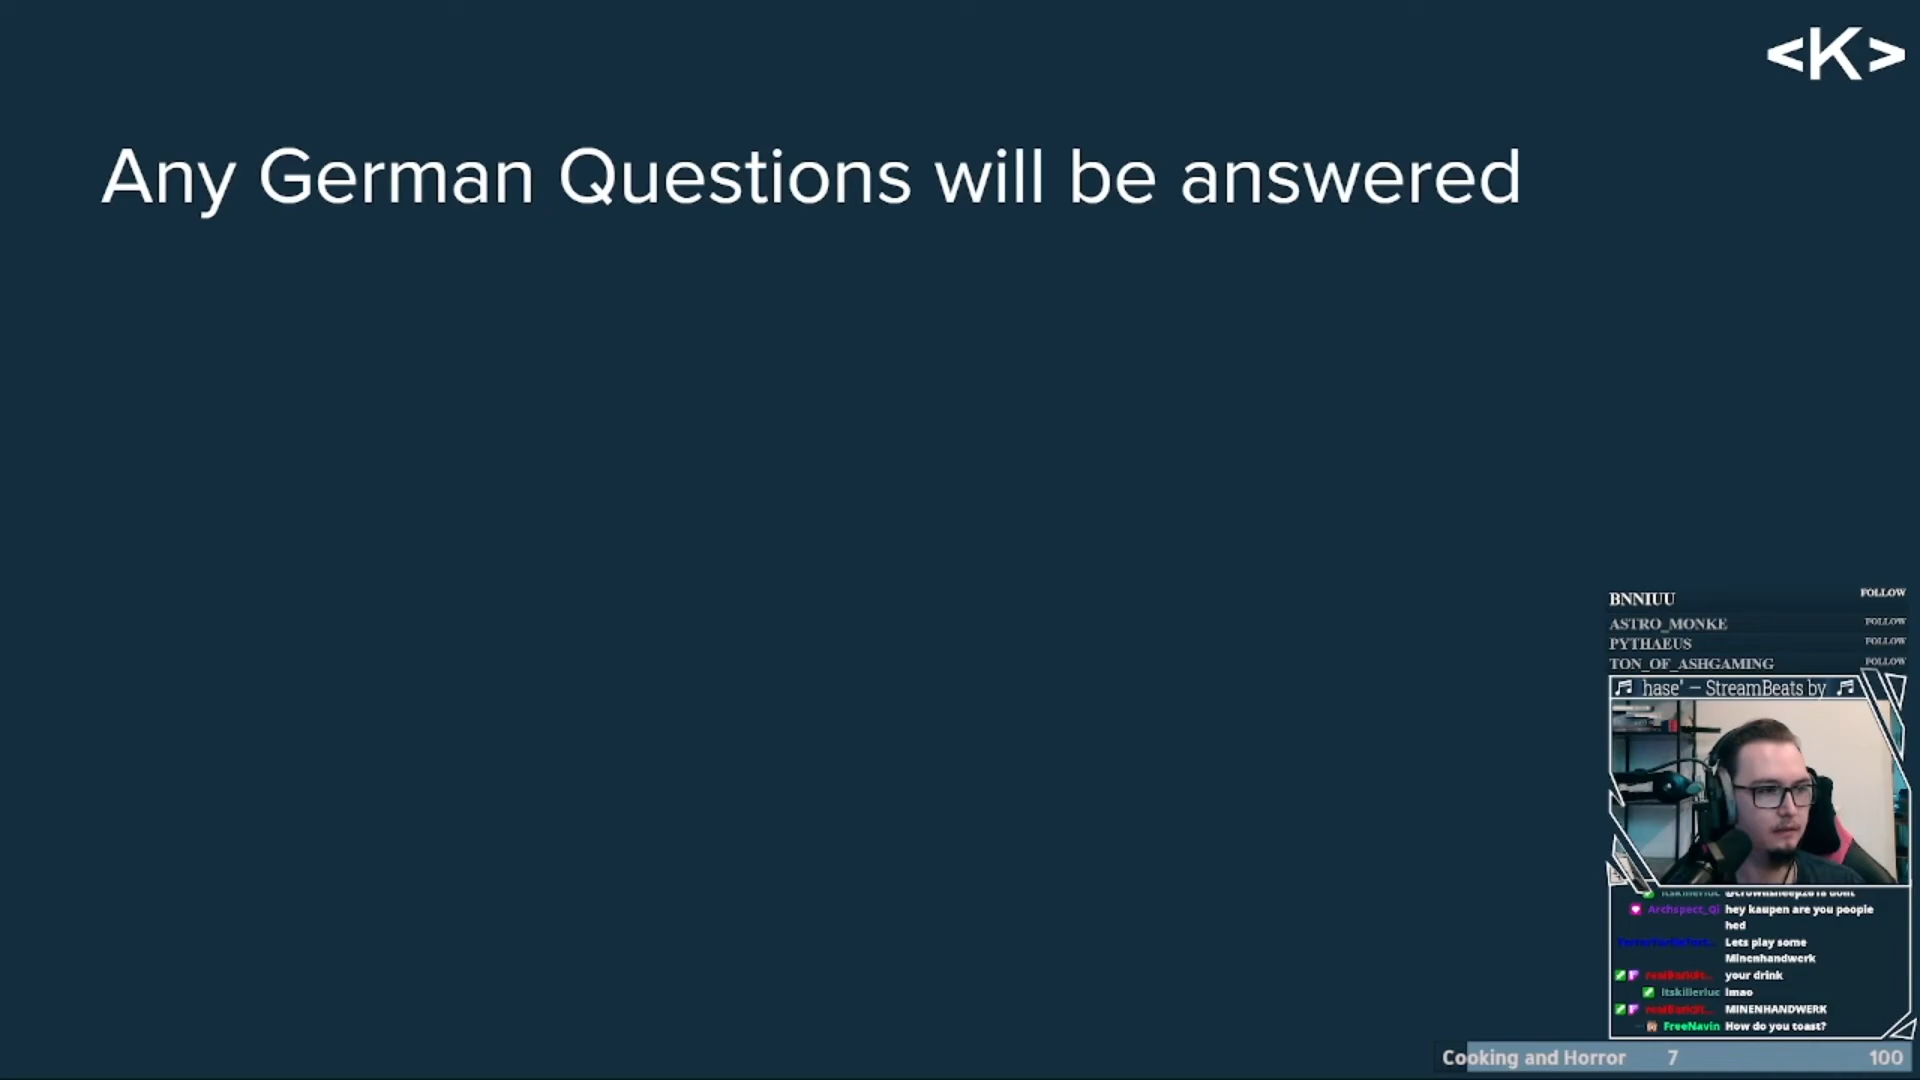 <K>
Any German Questions will be answered
BNNIUU FOLLOW
ASTRO_MONKE FOLLOW
PYTHAEUS FOLLOW
TON_OF_ASHGAMING FOLLOW
hase' – StreamBeats by
Archspect_Qi hey kaupen are you people
hed
Lets play some
Minenhandwerk
your drink
Itskillerluc lmao
MINENHANDWERK
FreeNavin How do you toast?
Cooking and Horror 7 100